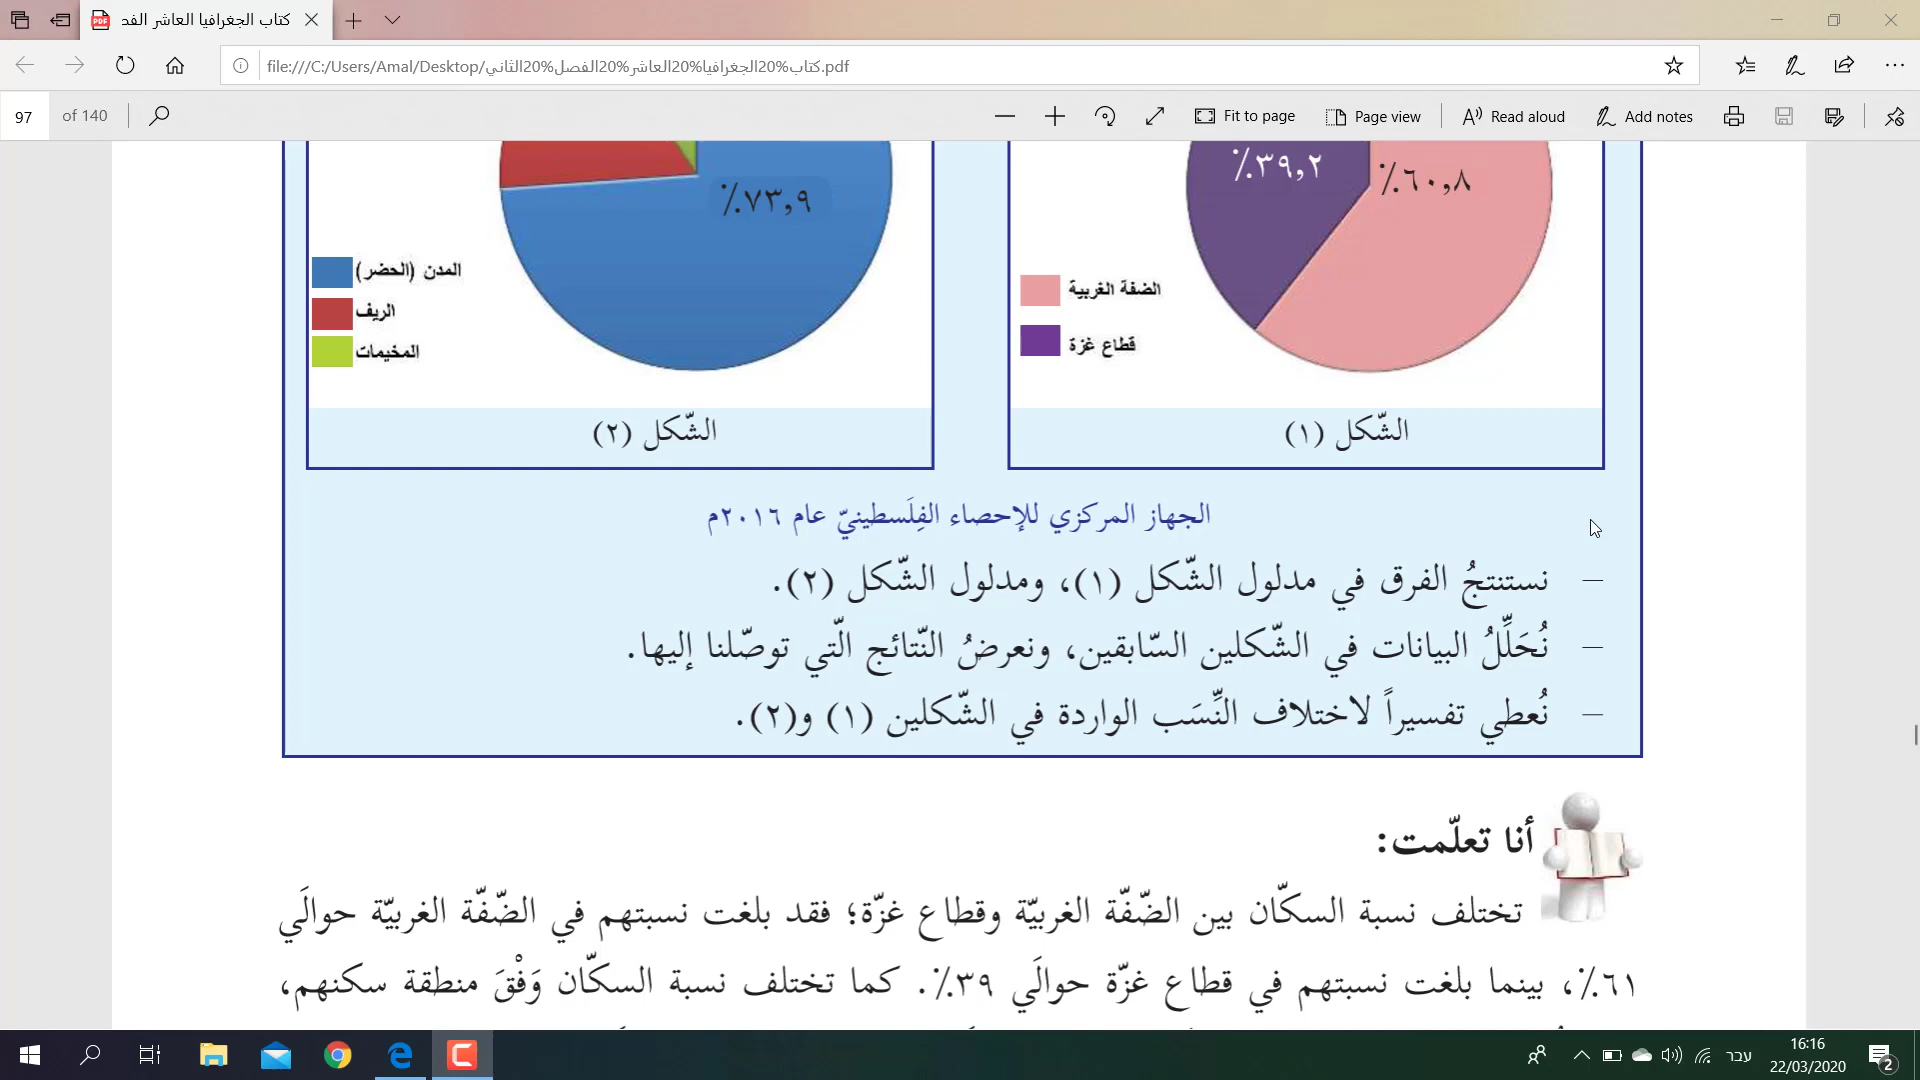 كتاب الجغرافيا العاشر الفد
file:///C:/Users/Amal/Desktop/كتاب%20الجغرافيا%20العاشر%20الفصل%20الثاني.pdf
97 of 140
Fit to page
Page view
Read aloud
Add notes
٪٣٩,٢
٪٦٠,٨
٪٧٣,٩
الضفة الغربية
قطاع غزة
المدن (الحضر)
الريف
المخيمات
الشّكل (١)
الشّكل (٢)
الجهاز المركزي للإحصاء الفِلَسطينيّ عام ٢٠١٦م
– نستنتجُ الفرق في مدلول الشّكل (١)، ومدلول الشّكل (٢).
– نُحَلِّلُ البيانات في الشّكلين السّابقين، ونعرضُ النّتائج الّتي توصّلنا إليها.
– نُعطي تفسيراً لاختلاف النِّسَب الواردة في الشّكلين (١) و(٢).
أنا تعلّمت:
تختلف نسبة السكّان بين الضّفّة الغربيّة وقطاع غزّة؛ فقد بلغت نسبتهم في الضّفّة الغربيّة حوالَي
٦١٪، بينما بلغت نسبتهم في قطاع غزّة حوالَي ٣٩٪. كما تختلف نسبة السكّان وَفْقَ منطقة سكنهم،
עבר
16:16
22/03/2020
2